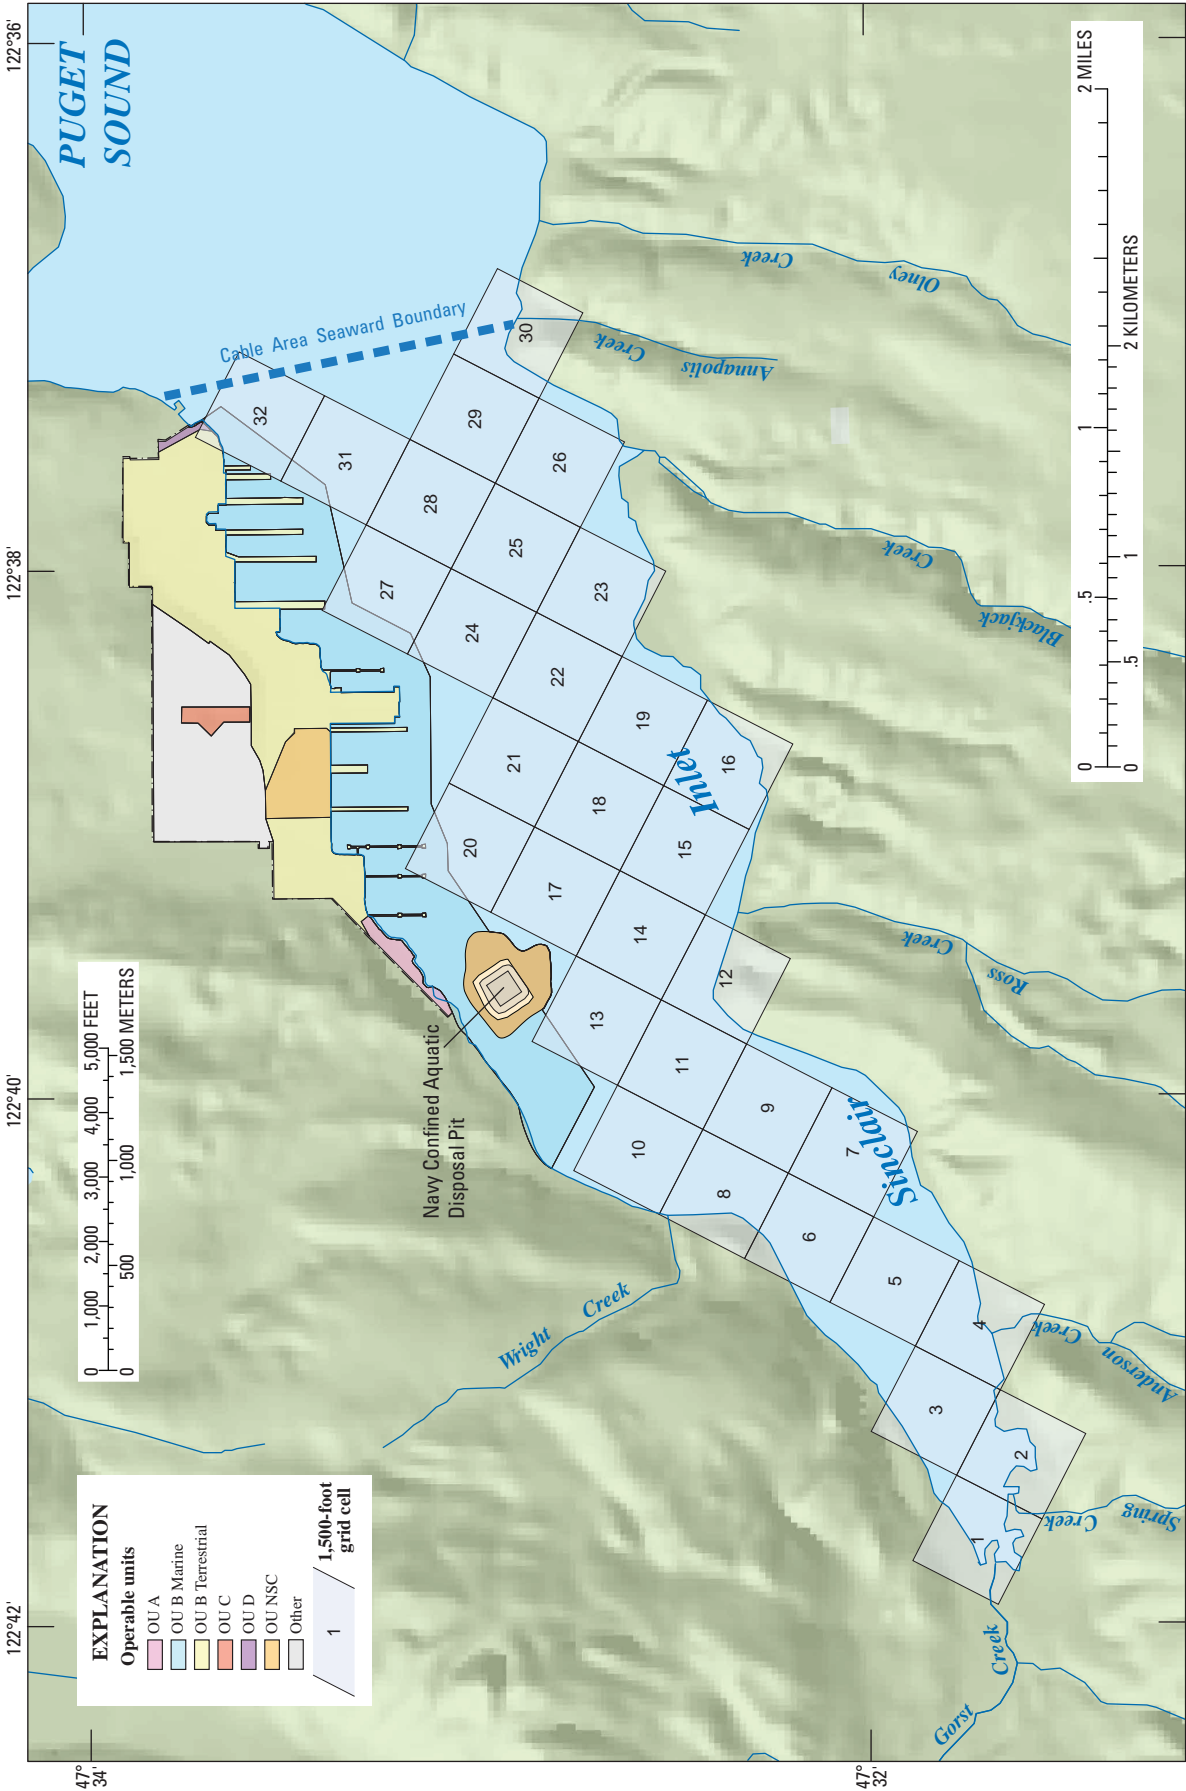 122°42'
122°40'
122°38'
122°36'
47°
34'
47°
32'
PUGET
SOUND
EXPLANATION
Operable units
OU A
OU B Marine
OU B Terrestrial
OU C
OU D
OU NSC
Other
1
1,500-foot
grid cell
0 1,000 2,000 3,000 4,000 5,000 FEET
0 500 1,000 1,500 METERS
Navy Confined Aquatic
Disposal Pit
Cable Area Seaward Boundary
Wright Creek
Gorst Creek
Spring Creek
Anderson Creek
Ross Creek
Blackjack Creek
Annapolis Creek
Olney Creek
Sinclair Inlet
1
2
3
4
5
6
7
8
9
10
11
12
13
14
15
16
17
18
19
20
21
22
23
24
25
26
27
28
29
30
31
32
0 .5 1 2 MILES
0 .5 1 2 KILOMETERS